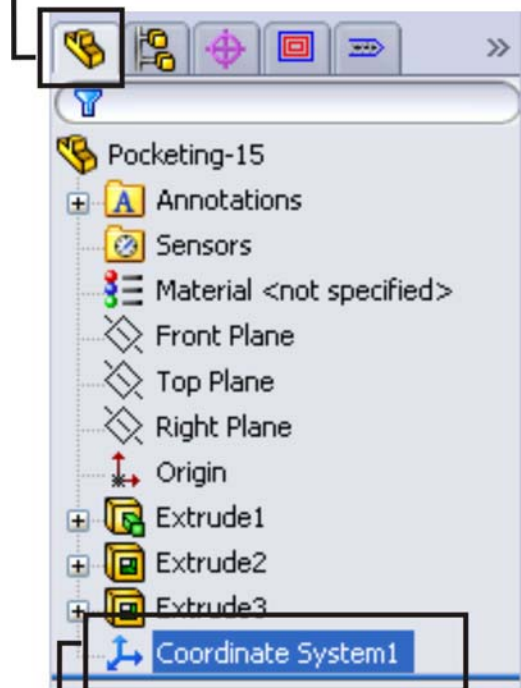 Pocketing-15
Annotations
Sensors
Material <not specified>
Front Plane
Top Plane
Right Plane
Origin
Extrude1
Extrude2
Extrude3
Coordinate System1